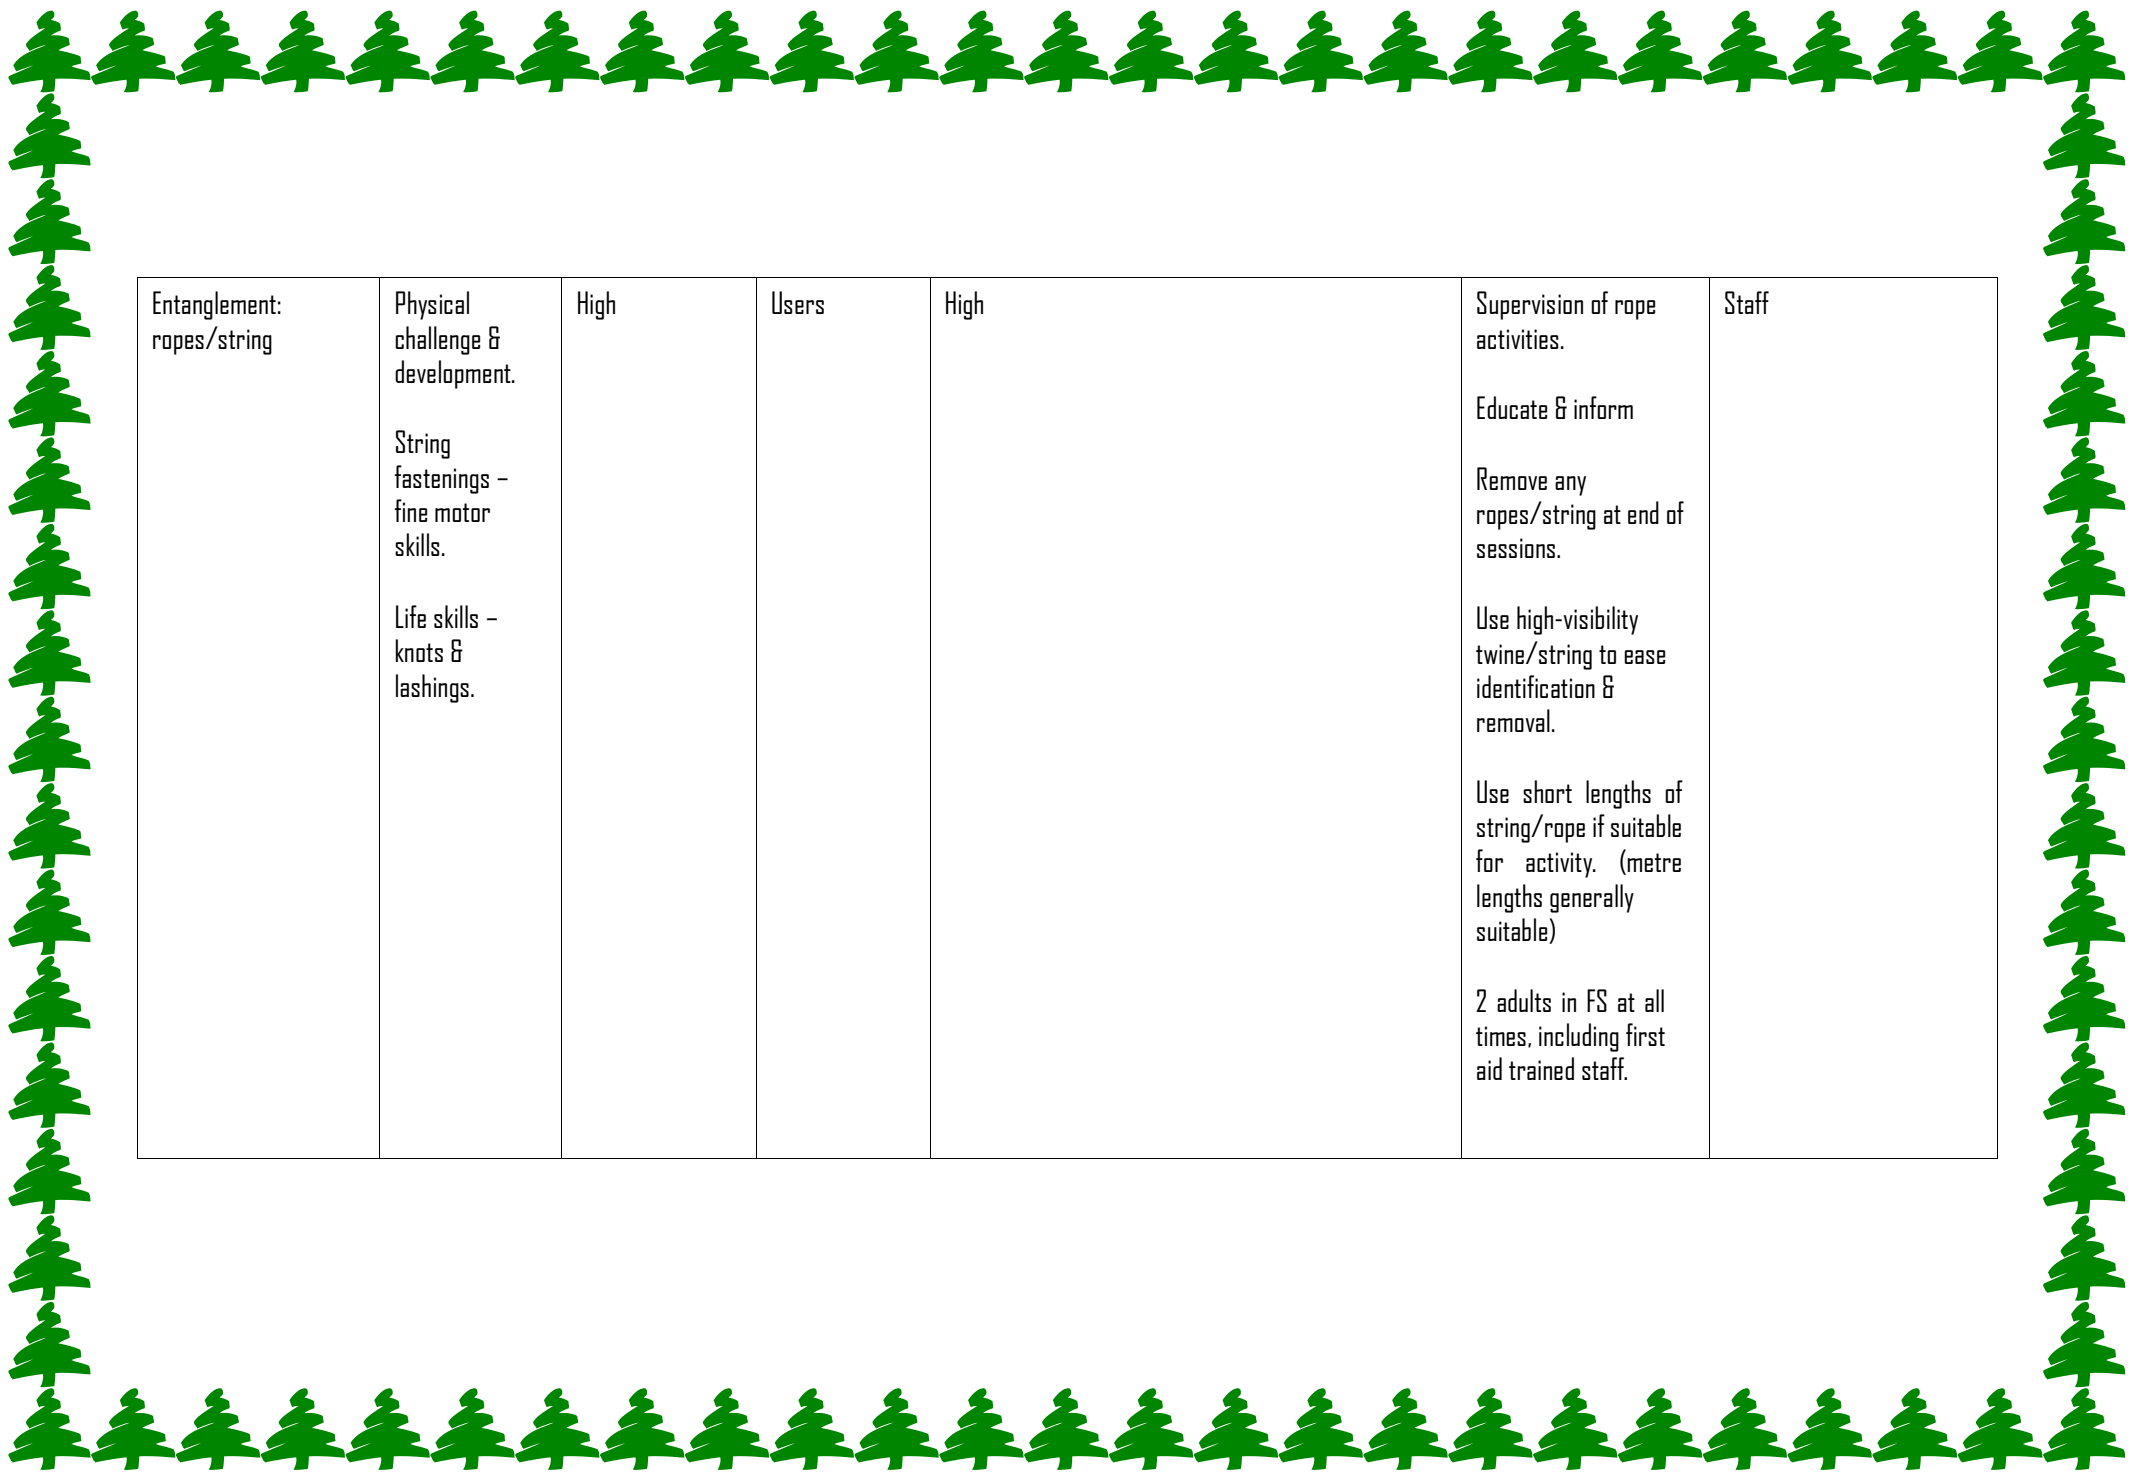 Entanglement:
ropes/string
Physical
challenge &
development.
String
fastenings –
fine motor
skills.
Life skills –
knots &
lashings.
High
Users
High
Supervision of rope
activities.
Educate & inform
Remove any
ropes/string at end of
sessions.
Use high-visibility
twine/string to ease
identification &
removal.
Use short lengths of
string/rope if suitable
for activity. (metre
lengths generally
suitable)
2 adults in FS at all
times, including first
aid trained staff.
Staff